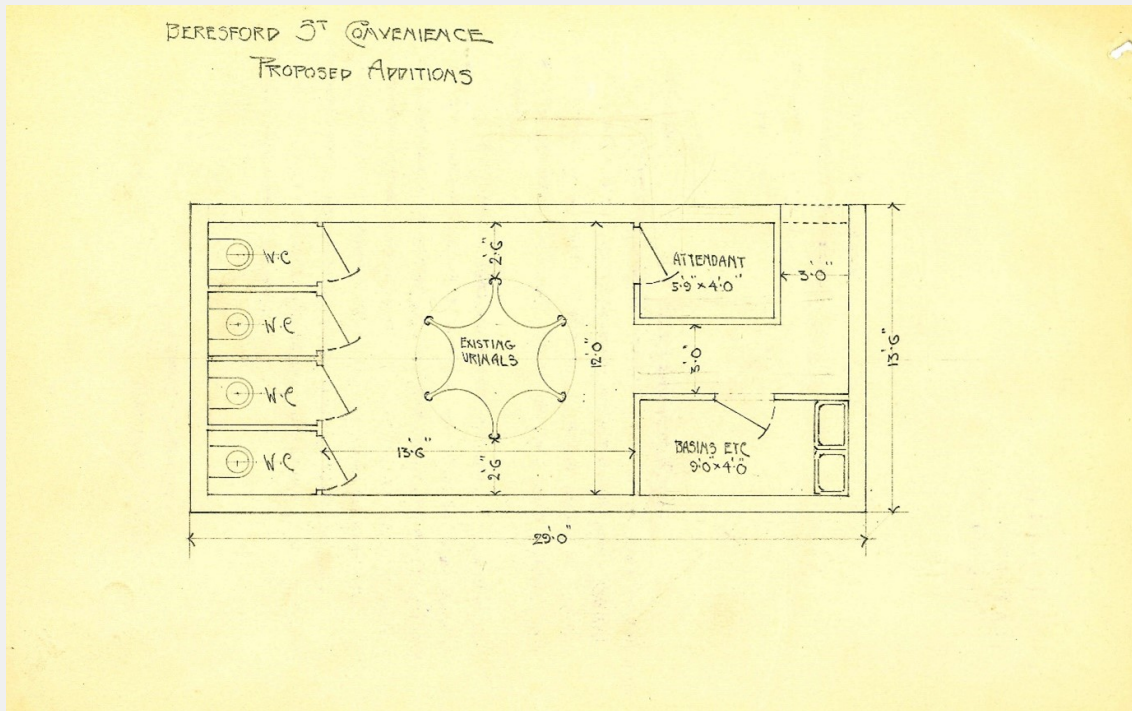 BERESFORD ST CONVENIENCE
PROPOSED ADDITIONS
W.C
W.C
W.C
W.C
2'.6"
EXISTING
URINALS
2'.6"
13'.6"
12'.0"
ATTENDANT
5'.9" x 4'.0"
3'.0"
3'.0"
BASINS ETC
9'.0" x 4'.0"
13'.6"
29'.0"